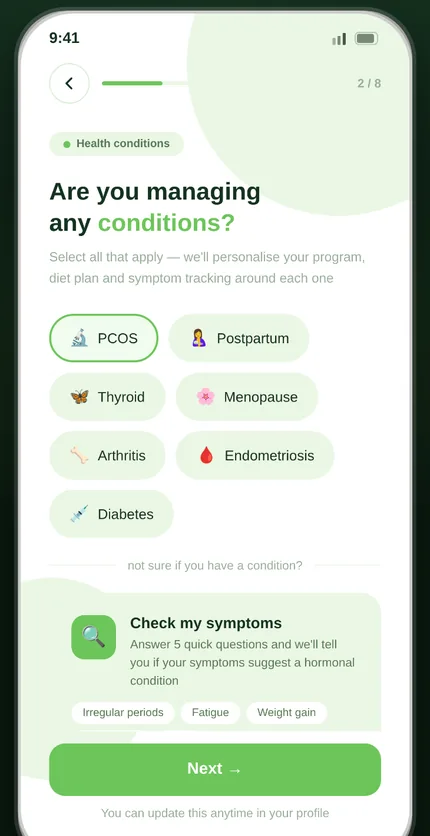 9:41
2 / 8
Health conditions
Are you managing
any conditions?
Select all that apply — we'll personalise your program,
diet plan and symptom tracking around each one
PCOS
Postpartum
Thyroid
Menopause
Arthritis
Endometriosis
Diabetes
not sure if you have a condition?
Check my symptoms
Answer 5 quick questions and we'll tell
you if your symptoms suggest a hormonal
condition
Irregular periods
Fatigue
Weight gain
Next →
You can update this anytime in your profile